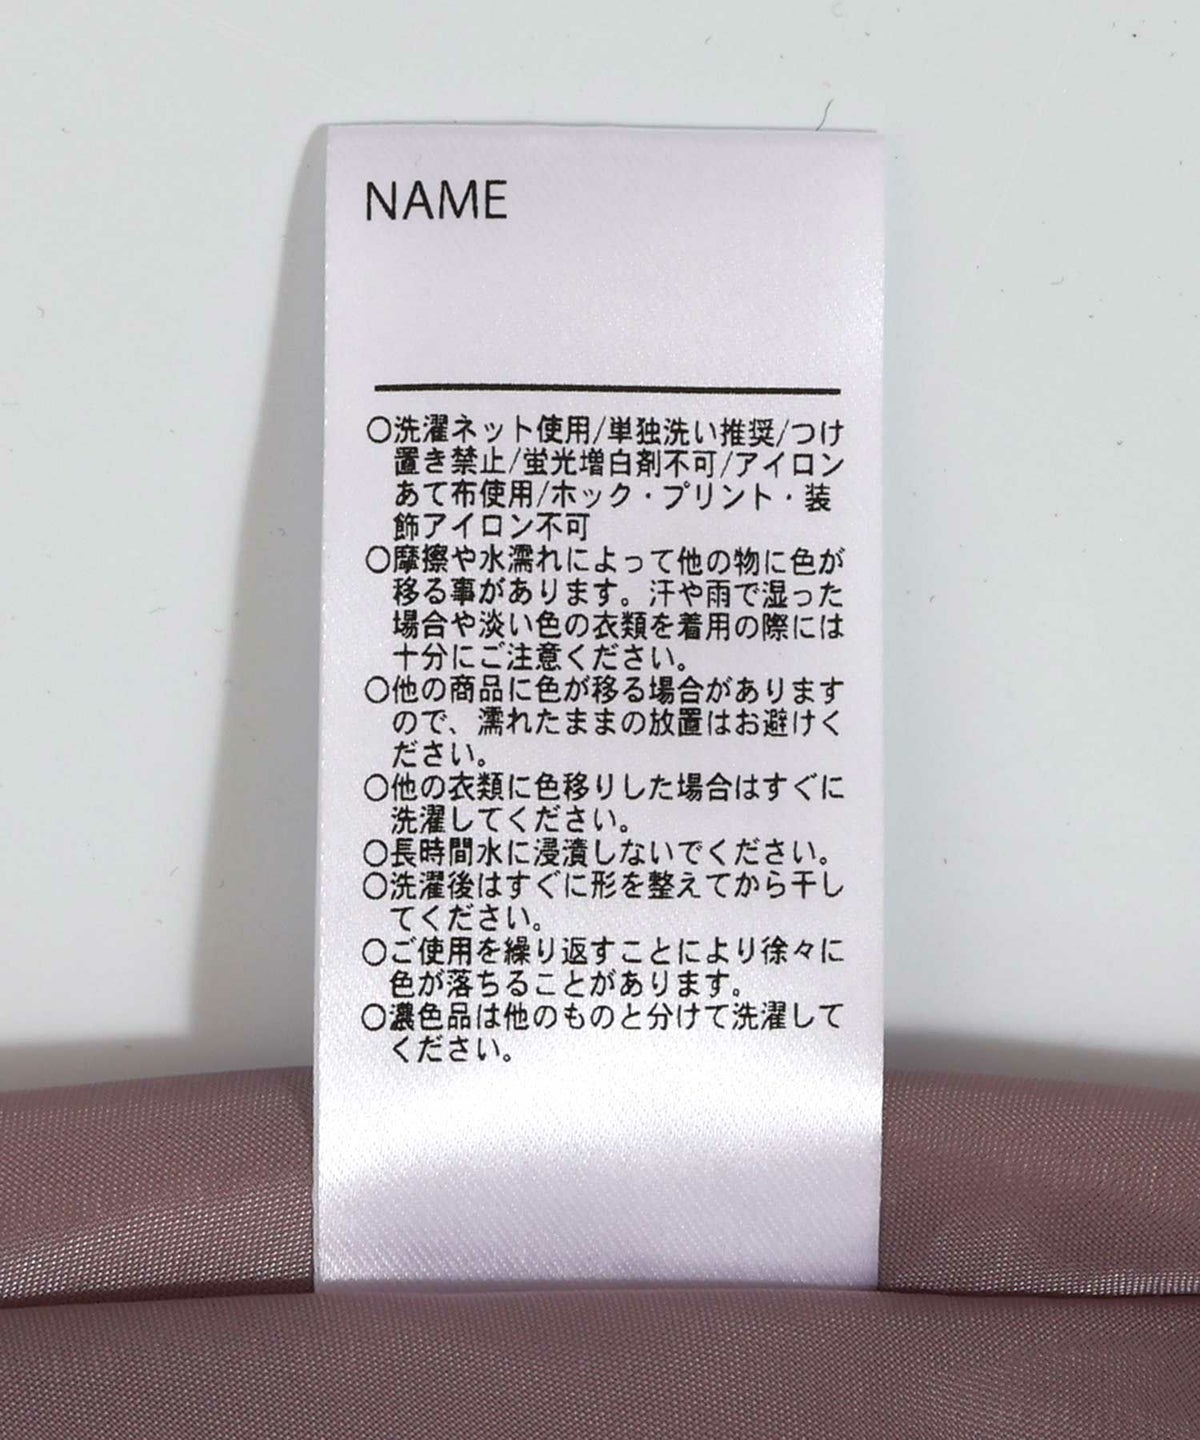 NAME
○洗濯ネット使用/単独洗い推奨/つけ
置き禁止/蛍光増白剤不可/アイロン
あて布使用/ホック・プリント・装
飾アイロン不可
○摩擦や水濡れによって他の物に色が
移る事があります。汗や雨で湿った
場合や淡い色の衣類を着用の際には
十分にご注意ください。
○他の商品に色が移る場合があります
ので、濡れたままの放置はお避けく
ださい。
○他の衣類に色移りした場合はすぐに
洗濯してください。
○長時間水に浸漬しないでください。
○洗濯後はすぐに形を整えてから干し
てください。
○ご使用を繰り返すことにより徐々に
色が落ちることがあります。
○濃色品は他のものと分けて洗濯して
ください。